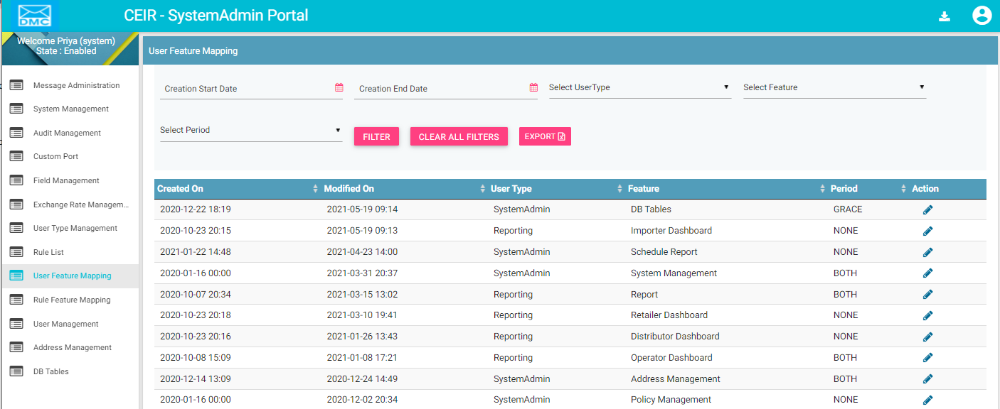 DMC
CEIR - SystemAdmin Portal
Welcome Priya (system)
State : Enabled
Message Administration
System Management
Audit Management
Custom Port
Field Management
Exchange Rate Managem...
User Type Management
Rule List
User Feature Mapping
Rule Feature Mapping
User Management
Address Management
DB Tables
User Feature Mapping
Creation Start Date Creation End Date Select UserType Select Feature
Select Period FILTER CLEAR ALL FILTERS EXPORT
Created On Modified On User Type Feature Period Action
2020-12-22 18:19 2021-05-19 09:14 SystemAdmin DB Tables GRACE
2020-10-23 20:15 2021-05-19 09:13 Reporting Importer Dashboard NONE
2021-01-22 14:48 2021-04-23 14:00 SystemAdmin Schedule Report NONE
2020-01-16 00:00 2021-03-31 20:37 SystemAdmin System Management BOTH
2020-10-07 20:34 2021-03-15 13:02 Reporting Report BOTH
2020-10-23 20:18 2021-03-10 19:41 Reporting Retailer Dashboard NONE
2020-10-23 20:16 2021-01-26 13:43 Reporting Distributor Dashboard NONE
2020-10-08 15:09 2021-01-08 17:21 Reporting Operator Dashboard BOTH
2020-12-14 13:09 2020-12-24 14:49 SystemAdmin Address Management BOTH
2020-01-16 00:00 2020-12-02 20:34 SystemAdmin Policy Management NONE